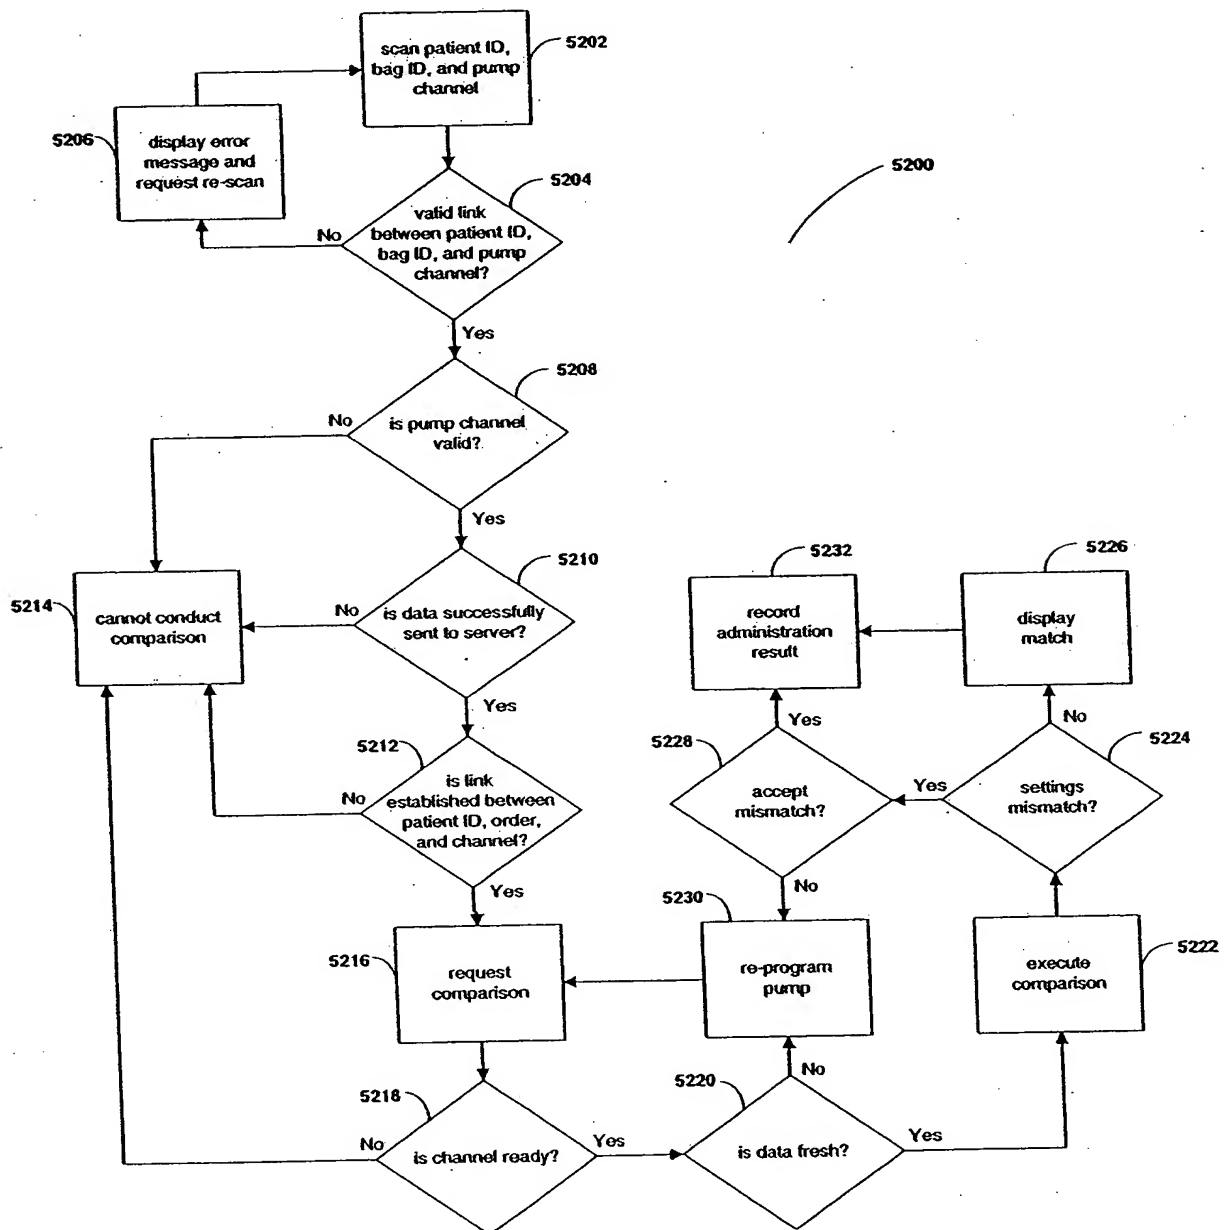 scan patient ID,
bag ID, and pump
channel
5202
5206
display error
message and
request re-scan
5204
5200
valid link
between patient ID,
bag ID, and pump
channel?
No
Yes
5208
No
is pump channel
valid?
Yes
5210
5232
5226
5214
cannot conduct
comparison
No
is data successfully
sent to server?
record
administration
result
display
match
Yes
Yes
No
5212
5228
5224
is link
established between
patient ID, order,
and channel?
No
accept
mismatch?
Yes
settings
mismatch?
Yes
No
5230
5216
request
comparison
re-program
pump
execute
comparison
5222
5218
5220
No
No
is channel ready?
Yes
is data fresh?
Yes